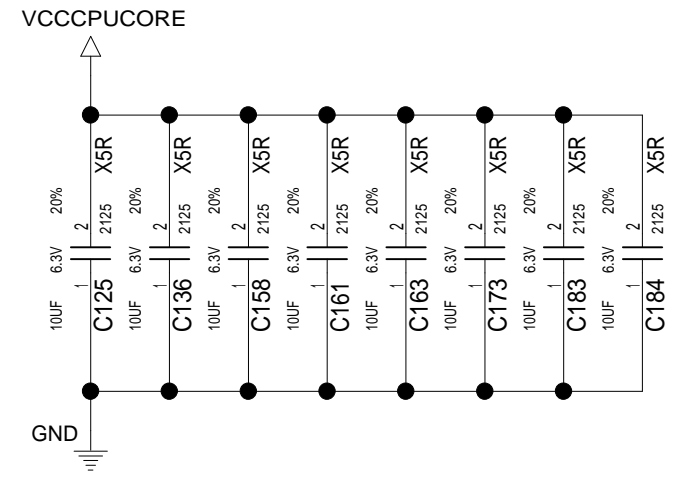 VCCCPUCORE
10UF 6.3V 20%
1 2
C125 2125 X5R
10UF 6.3V 20%
1 2
C136 2125 X5R
10UF 6.3V 20%
1 2
C158 2125 X5R
10UF 6.3V 20%
1 2
C161 2125 X5R
10UF 6.3V 20%
1 2
C163 2125 X5R
10UF 6.3V 20%
1 2
C173 2125 X5R
10UF 6.3V 20%
1 2
C183 2125 X5R
10UF 6.3V 20%
1 2
C184 2125 X5R
GND